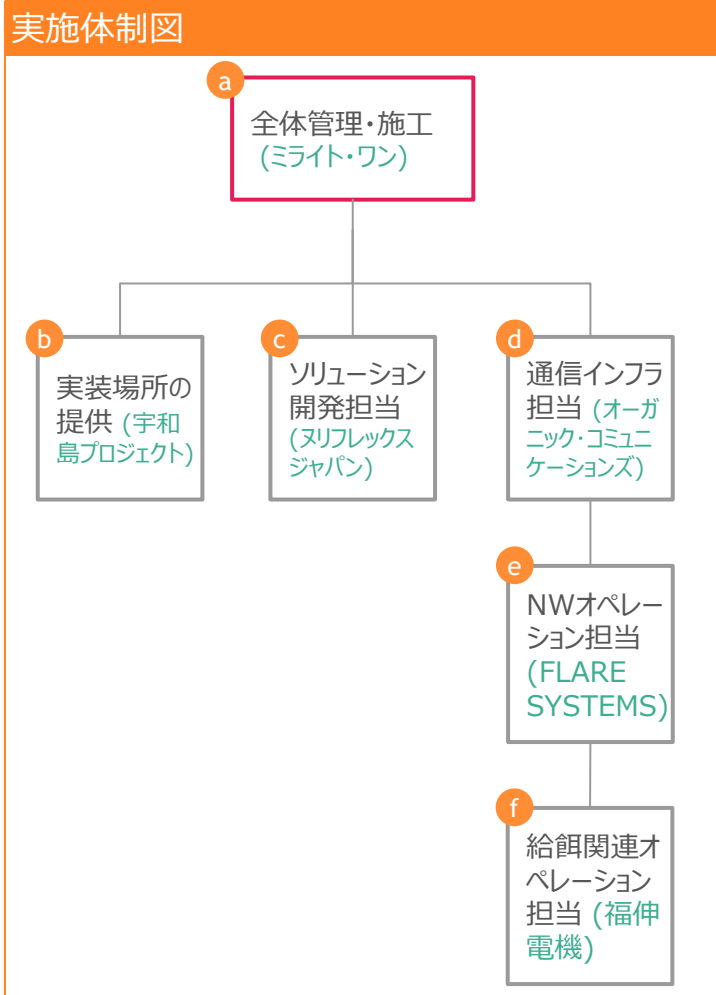 実施体制図
a
全体管理・施工
(ミライト・ワン)
b
実装場所の
提供 (宇和
島プロジェクト)
c
ソリューション
開発担当
(ヌリフレックス
ジャパン)
d
通信インフラ
担当 (オーガ
ニック・コミュニ
ケーションズ)
e
NWオペレー
ション担当
(FLARE
SYSTEMS)
f
給餌関連オ
ペレーション
担当 (福伸
電機)